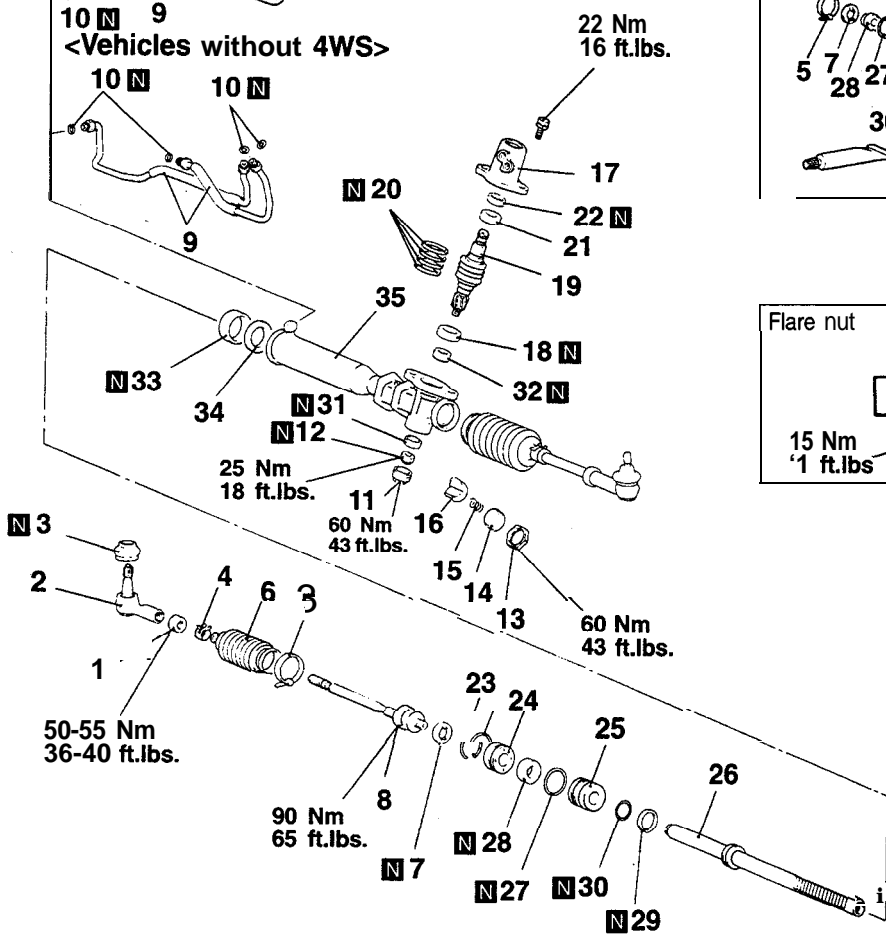 10 N 9
<Vehicles without 4WS>
10 N
10 N
9
22 Nm
16 ft.lbs.
17
N 20
22 N
21
19
35
18 N
32 N
N 33
34
N 31
N 12
25 Nm
18 ft.lbs.
11
60 Nm
43 ft.lbs.
16
15
14
13
60 Nm
43 ft.lbs.
5
7
28
27
Flare nut
15 Nm
‘1 ft.lbs
N 3
2
4
6
1
50-55 Nm
36-40 ft.lbs.
8
90 Nm
65 ft.lbs.
N 7
23
24
25
26
N 28
N 27
N 30
N 29